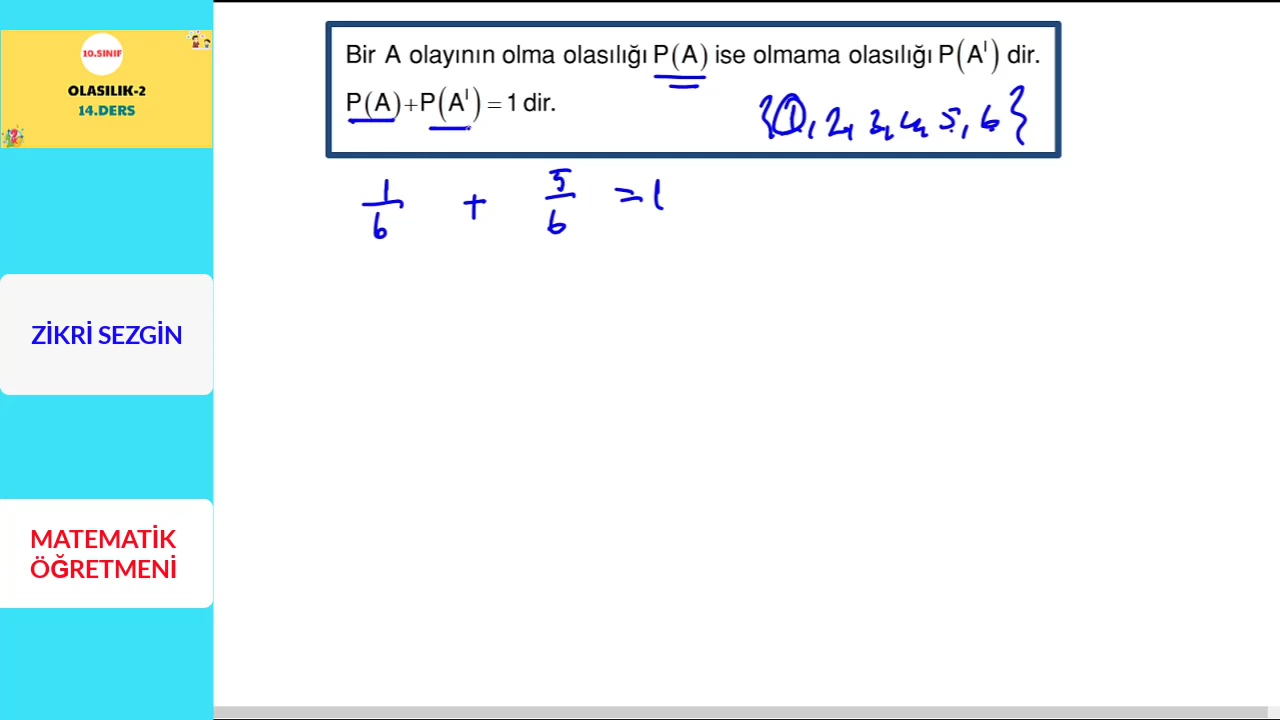 10.SINIF
OLASILIK-2
14.DERS
ZİKRİ SEZGİN
MATEMATİK
ÖĞRETMENİ
Bir A olayının olma olasılığı P(A) ise olmama olasılığı P(A') dir.
P(A)+P(A') = 1 dir.
{1, 2, 3, 4, 5, 6}
1/6 + 5/6 = 1